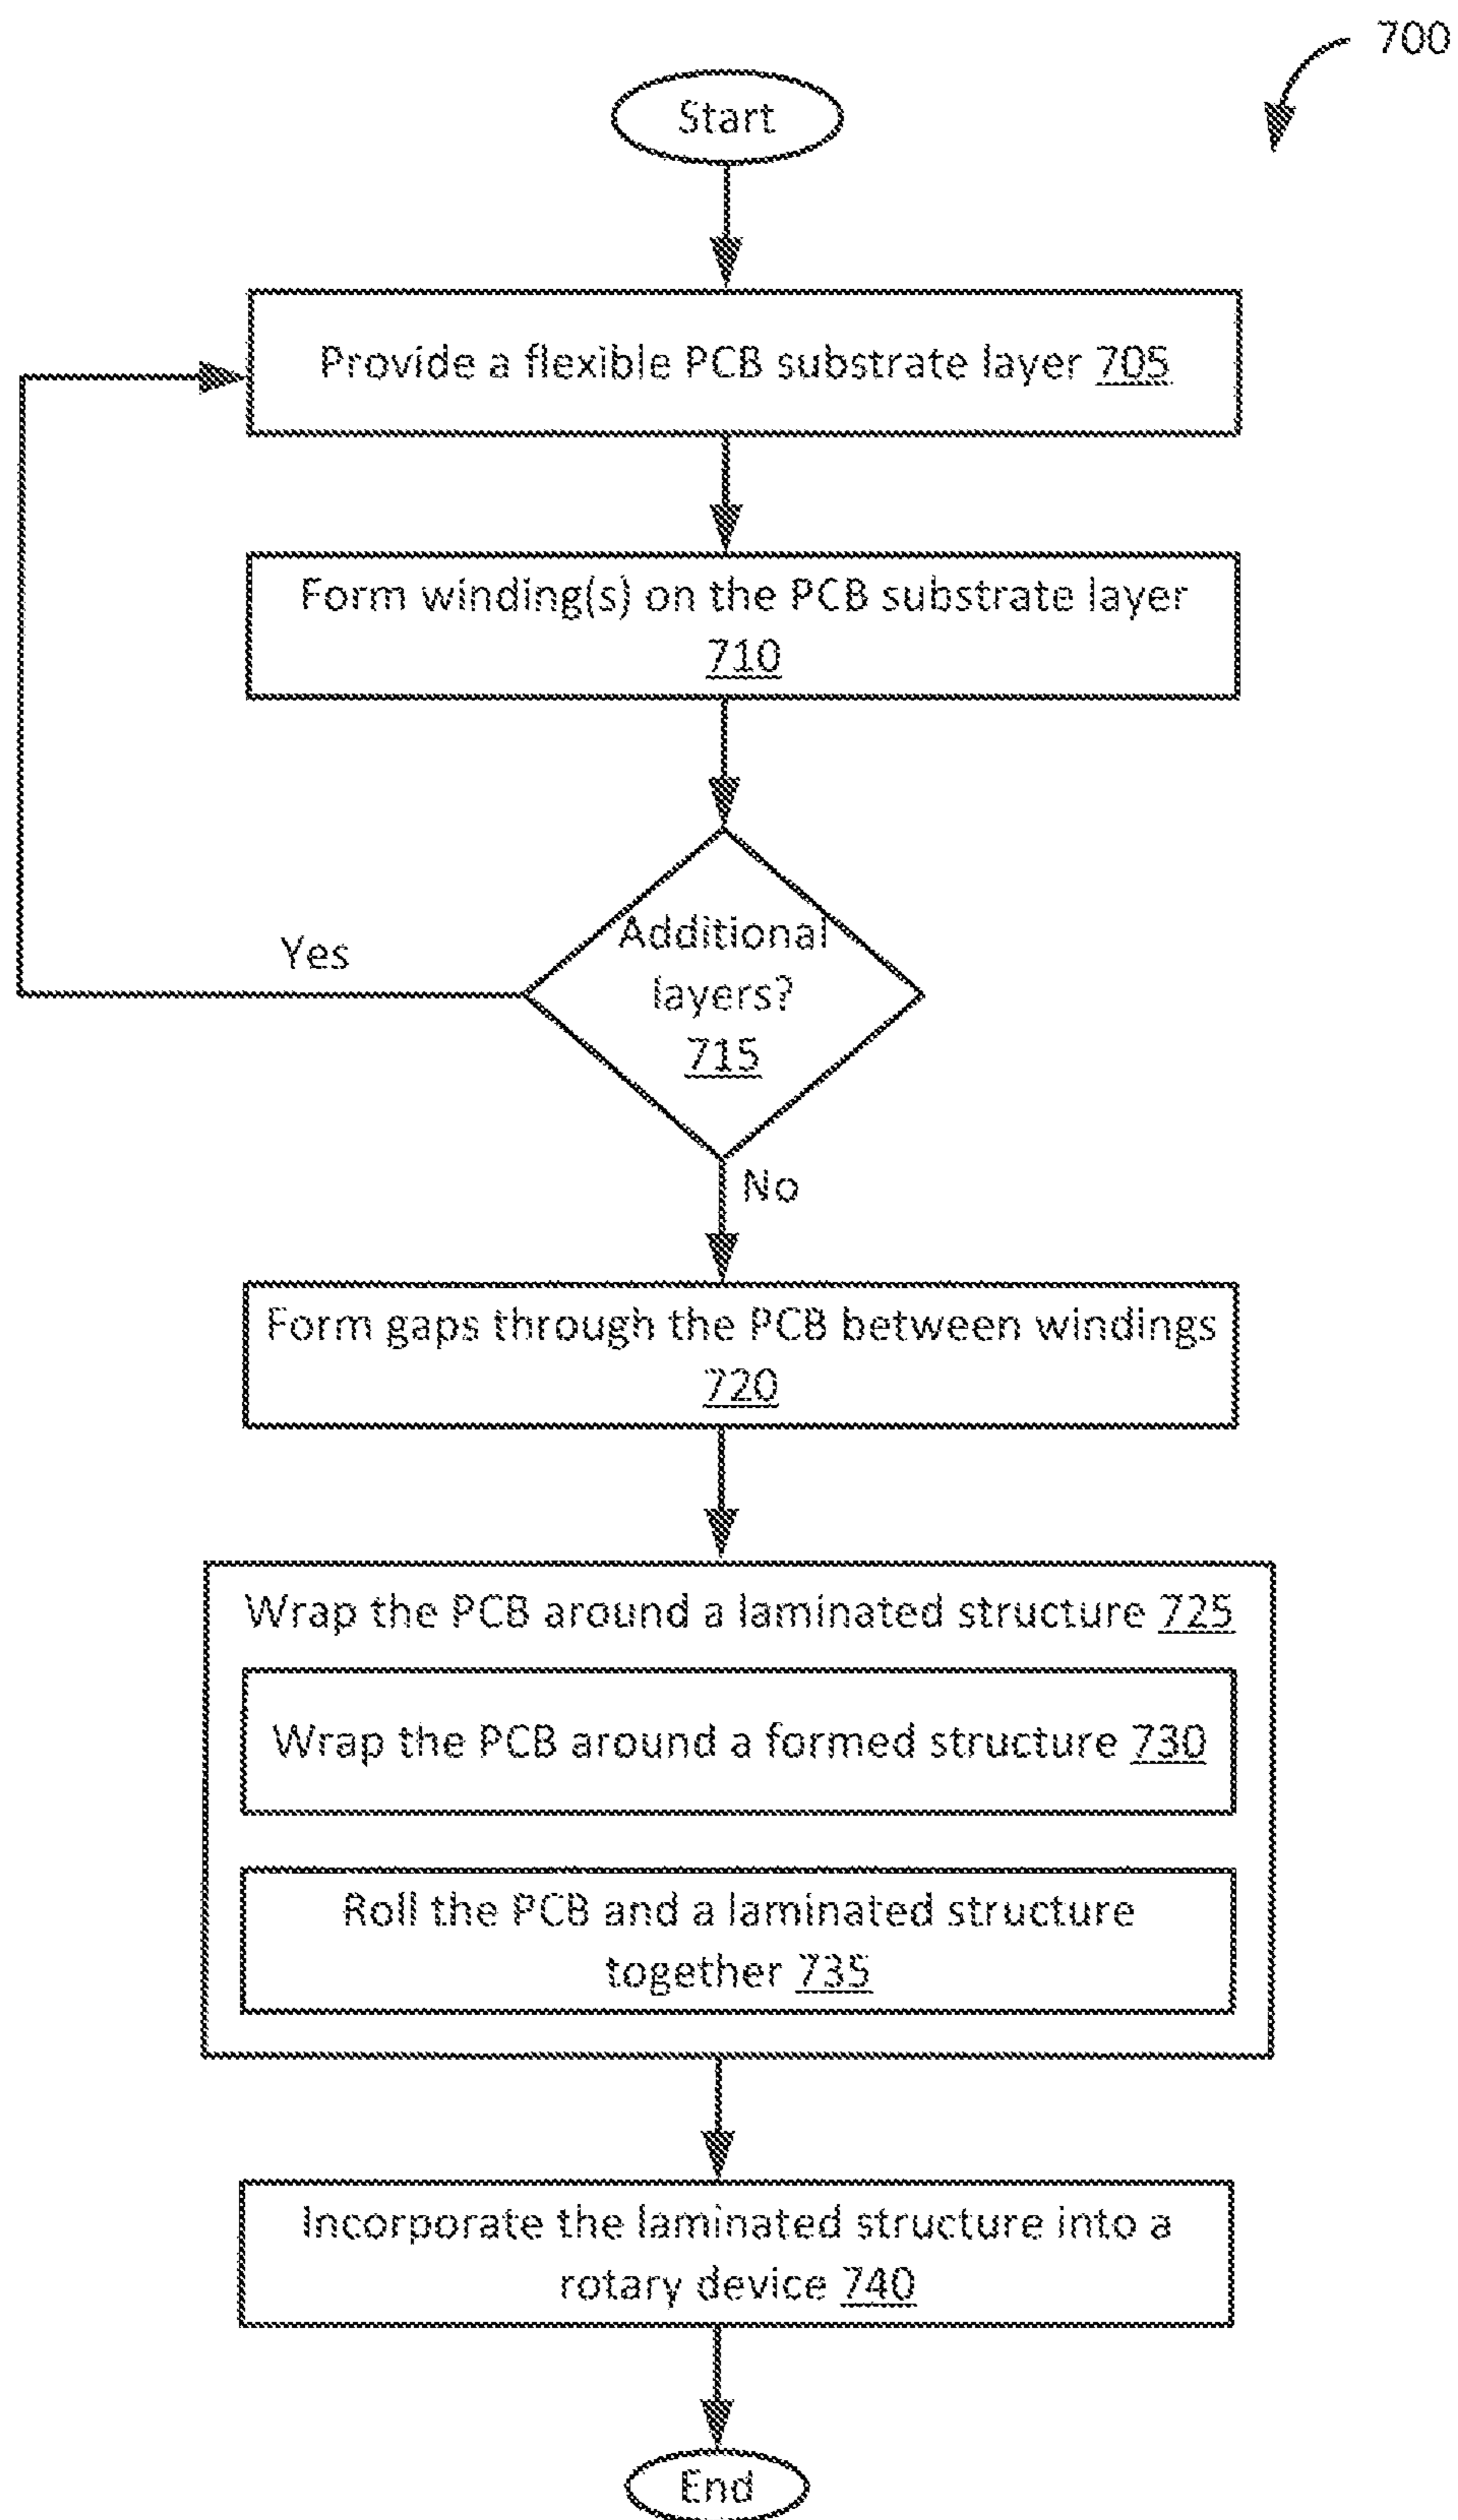 700
Start
Provide a flexible PCB substrate layer 705
Form winding(s) on the PCB substrate layer
710
Additional
layers?
715
Yes
No
Form gaps through the PCB between windings
720
Wrap the PCB around a laminated structure 725
Wrap the PCB around a formed structure 730
Roll the PCB and a laminated structure
together 735
Incorporate the laminated structure into a
rotary device 740
End